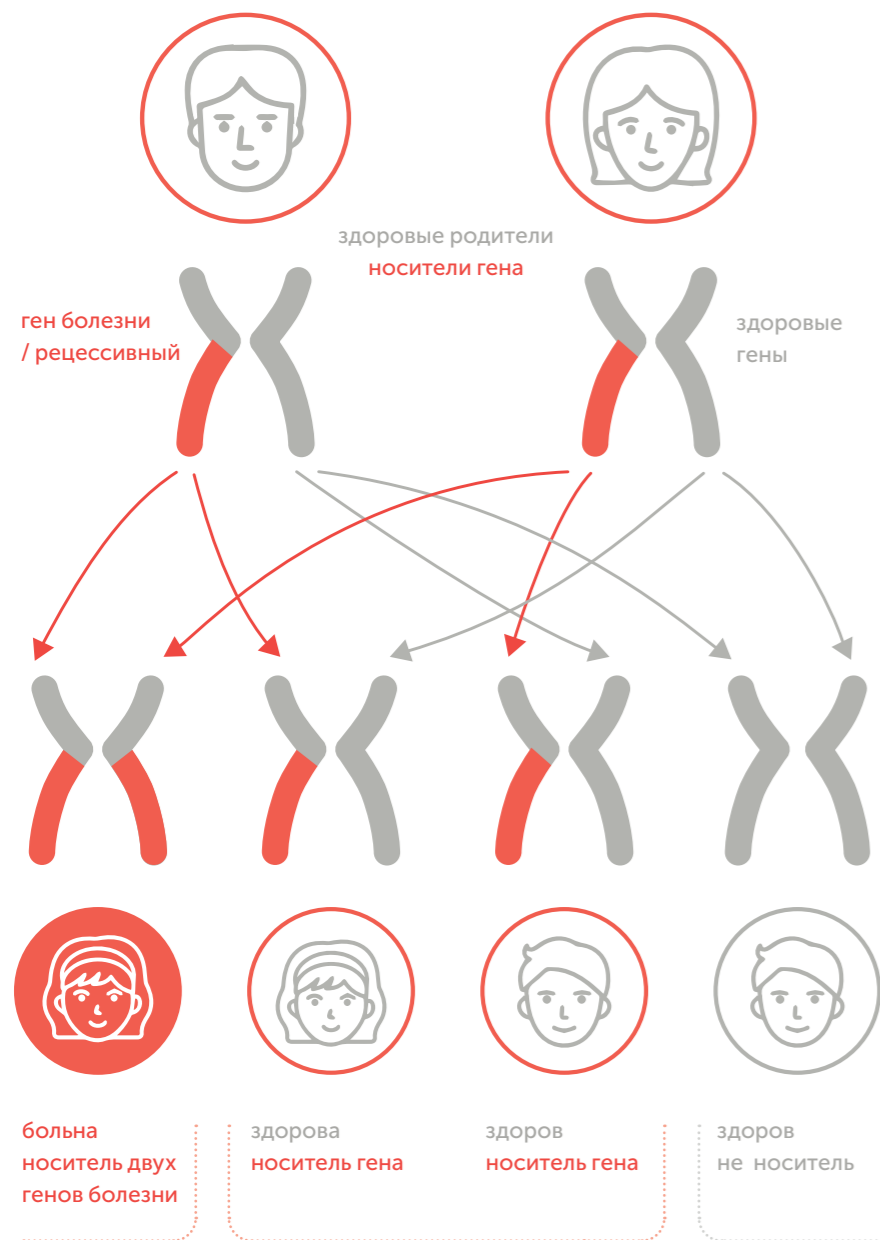 здоровые родители
носители гена
ген болезни
/ рецессивный
здоровые
гены
больна
носитель двух
генов болезни
здорова
носитель гена
здоров
носитель гена
здоров
не носитель